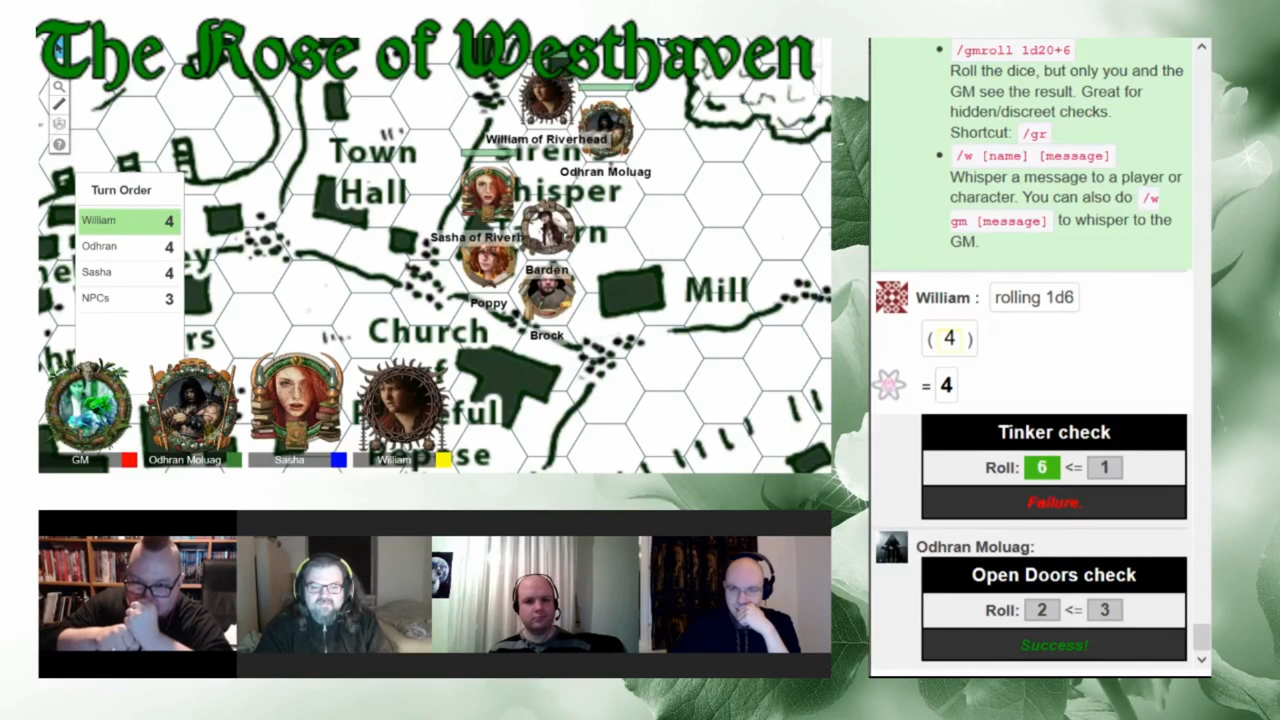 The Rose of Westhaven
Turn Order
William 4
Odhran 4
Sasha 4
NPCs 3
Town
Hall
William of Riverhead
Siren's
Odhran Moluag
Sasha of Riverh
Barden
Poppy
Brock
Mill
Church
GM
Odhran Moluag
Sasha
William
/gmroll 1d20+6
Roll the dice, but only you and the
GM see the result. Great for
hidden/discreet checks.
Shortcut: /gr
/w [name] [message]
Whisper a message to a player or
character. You can also do /w
gm [message] to whisper to the
GM.
William :
rolling 1d6
( 4 )
= 4
Tinker check
Roll: 6 <= 1
Failure.
Odhran Moluag:
Open Doors check
Roll: 2 <= 3
Success!